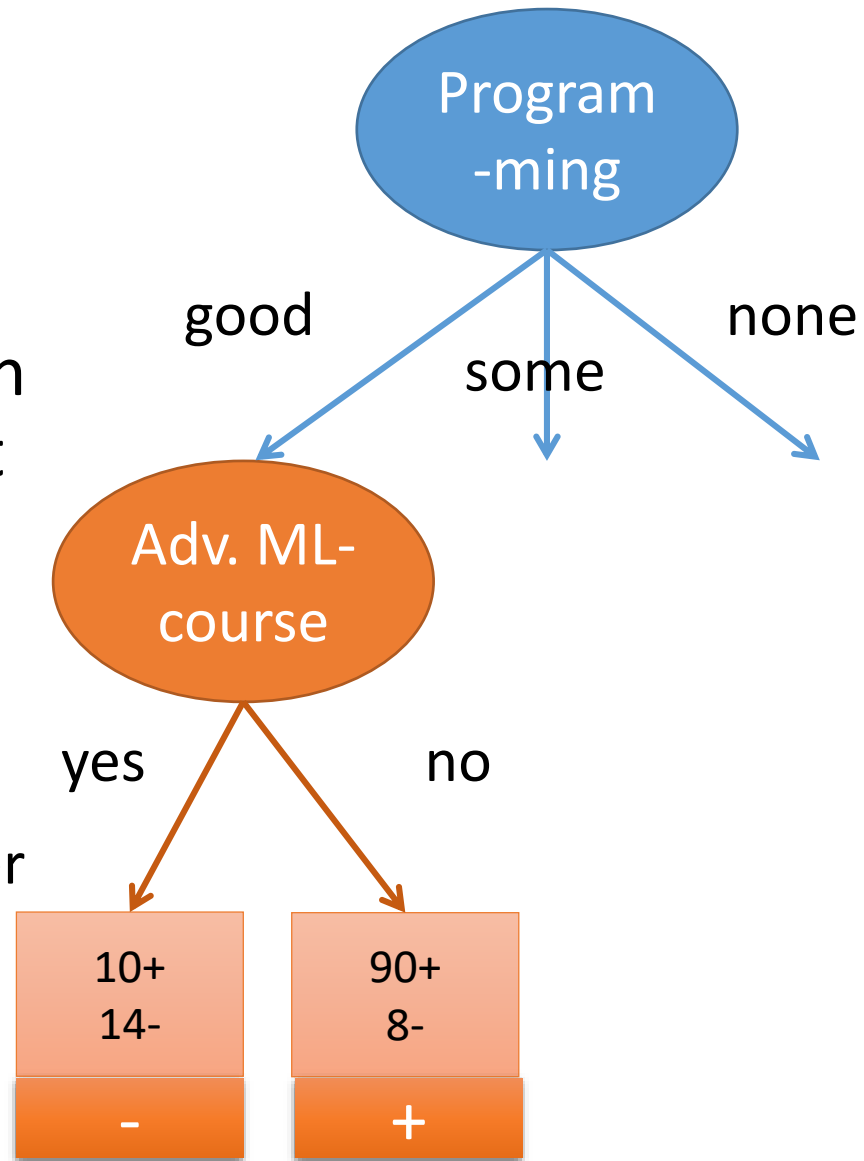 Program
-ming
good
none
some
Adv. ML-
course
yes
no
r
10+
14-
90+
8-
-
+